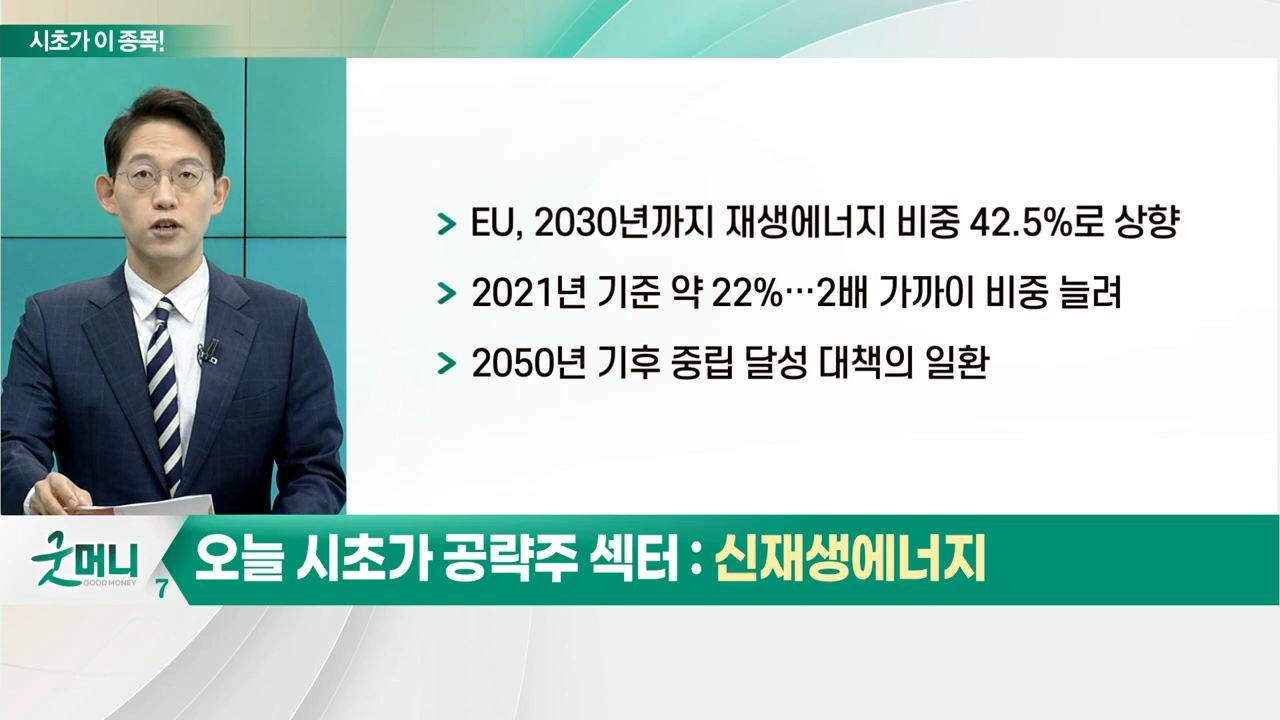 시초가 이 종목!
> EU, 2030년까지 재생에너지 비중 42.5%로 상향
> 2021년 기준 약 22%…2배 가까이 비중 늘려
> 2050년 기후 중립 달성 대책의 일환
굿머니
GOOD MONEY
7
오늘 시초가 공략주 섹터 : 신재생에너지